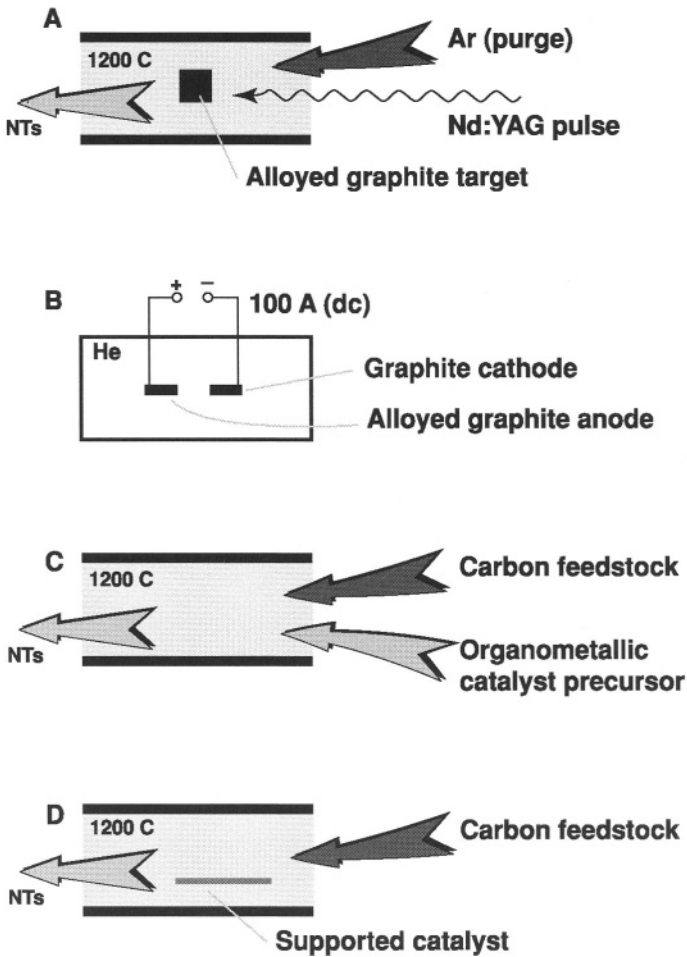 A
1200 C
Ar (purge)
NTs
Nd:YAG pulse
Alloyed graphite target
B
+ −
100 A (dc)
He
Graphite cathode
Alloyed graphite anode
C
1200 C
Carbon feedstock
NTs
Organometallic
catalyst precursor
D
1200 C
Carbon feedstock
NTs
Supported catalyst